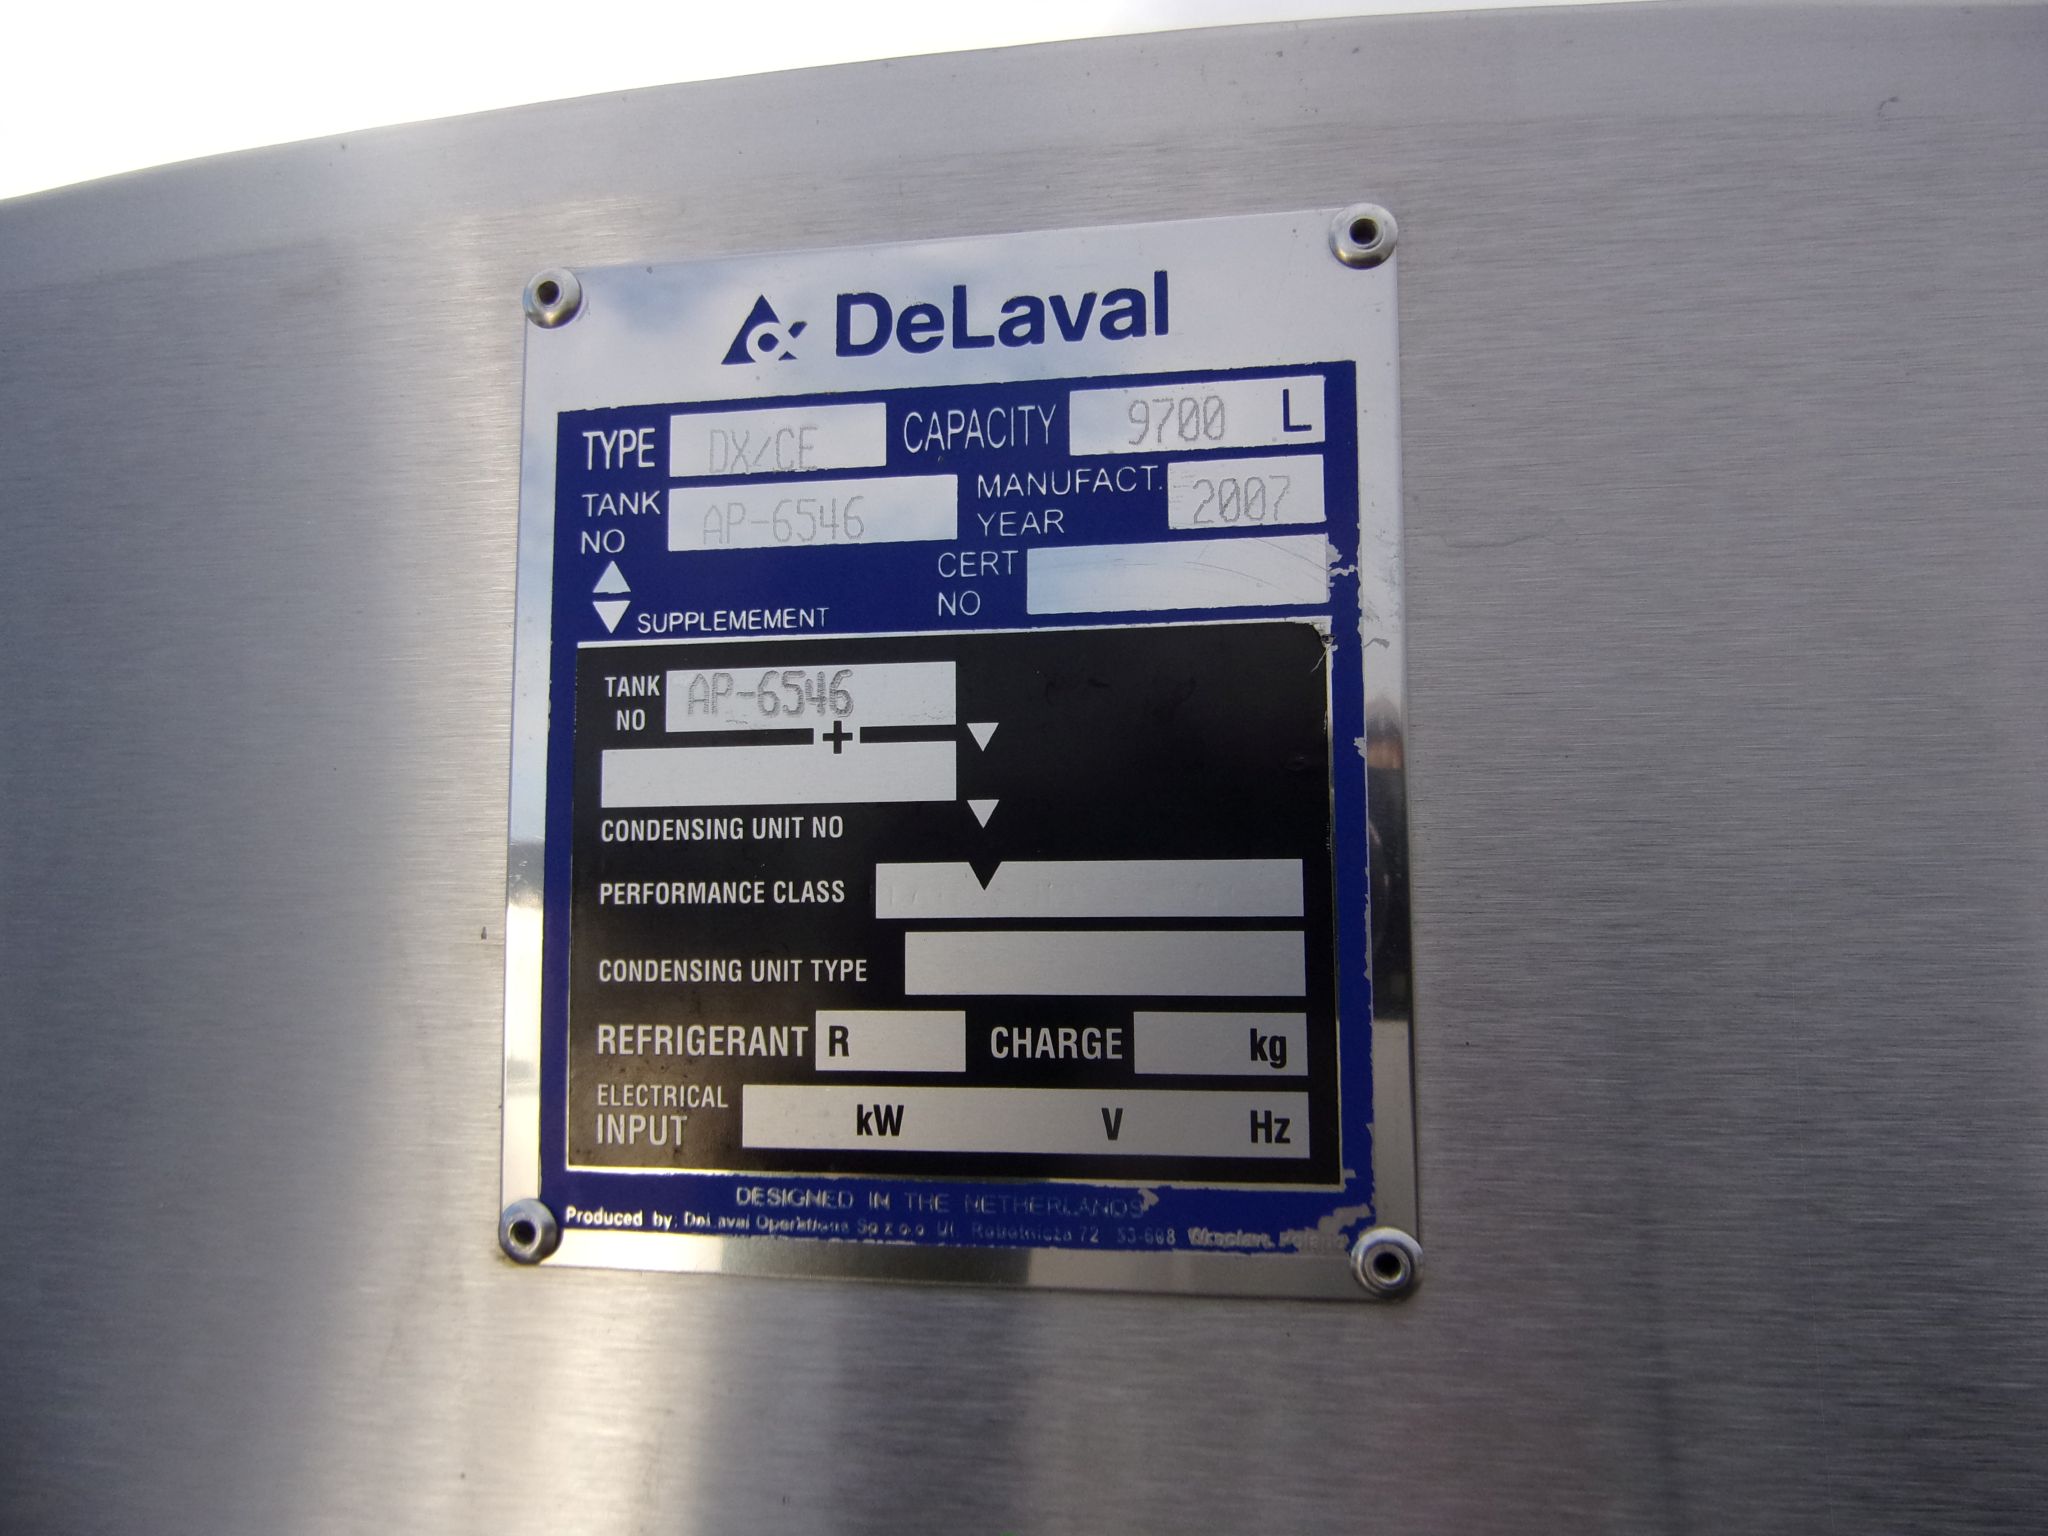 DeLaval
TYPE DX/CE CAPACITY 9700 L
TANK NO AP-6546 MANUFACT. YEAR 2007
CERT NO
SUPPLEMEMENT
TANK NO AP-6546
+
CONDENSING UNIT NO
PERFORMANCE CLASS
CONDENSING UNIT TYPE
REFRIGERANT R CHARGE kg
ELECTRICAL INPUT kW V Hz
DESIGNED IN THE NETHERLANDS
Produced by: DeLaval Operations Sp z o.o Ul. Robotnicza 72 53-608 Wrocław, Poland